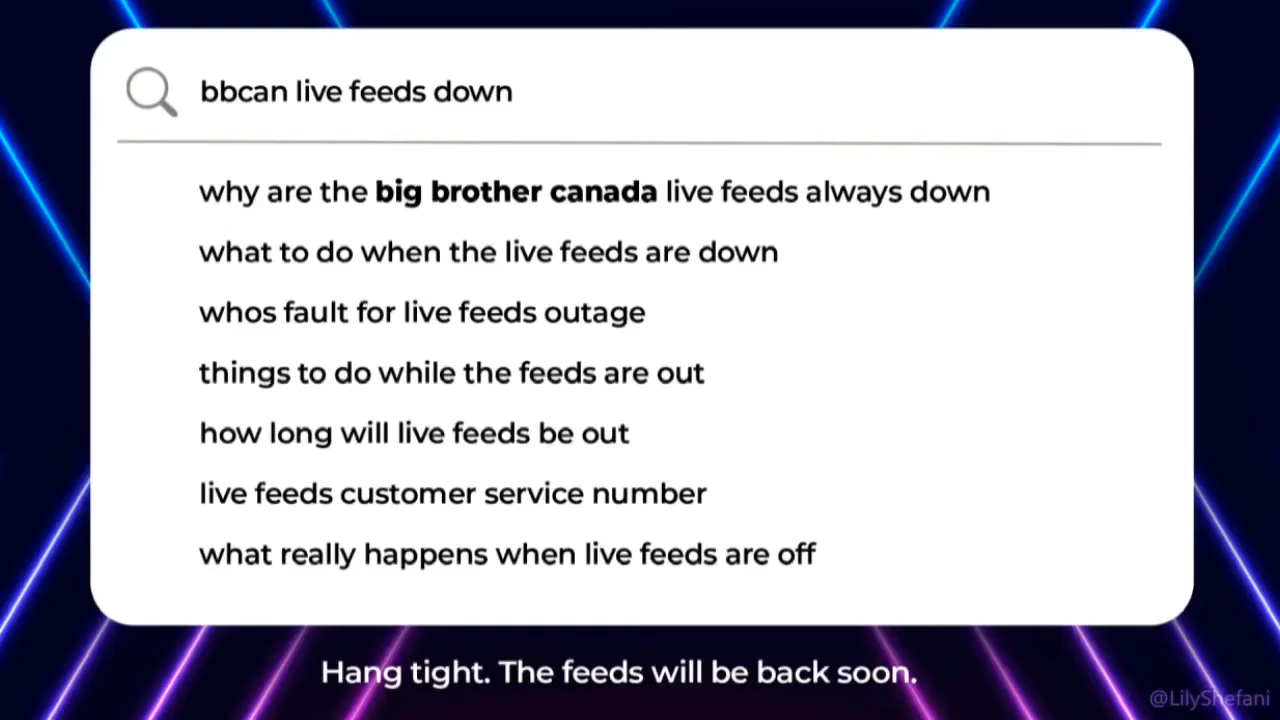 bbcan live feeds down
why are the big brother canada live feeds always down
what to do when the live feeds are down
whos fault for live feeds outage
things to do while the feeds are out
how long will live feeds be out
live feeds customer service number
what really happens when live feeds are off
Hang tight. The feeds will be back soon.
@LilyShefani